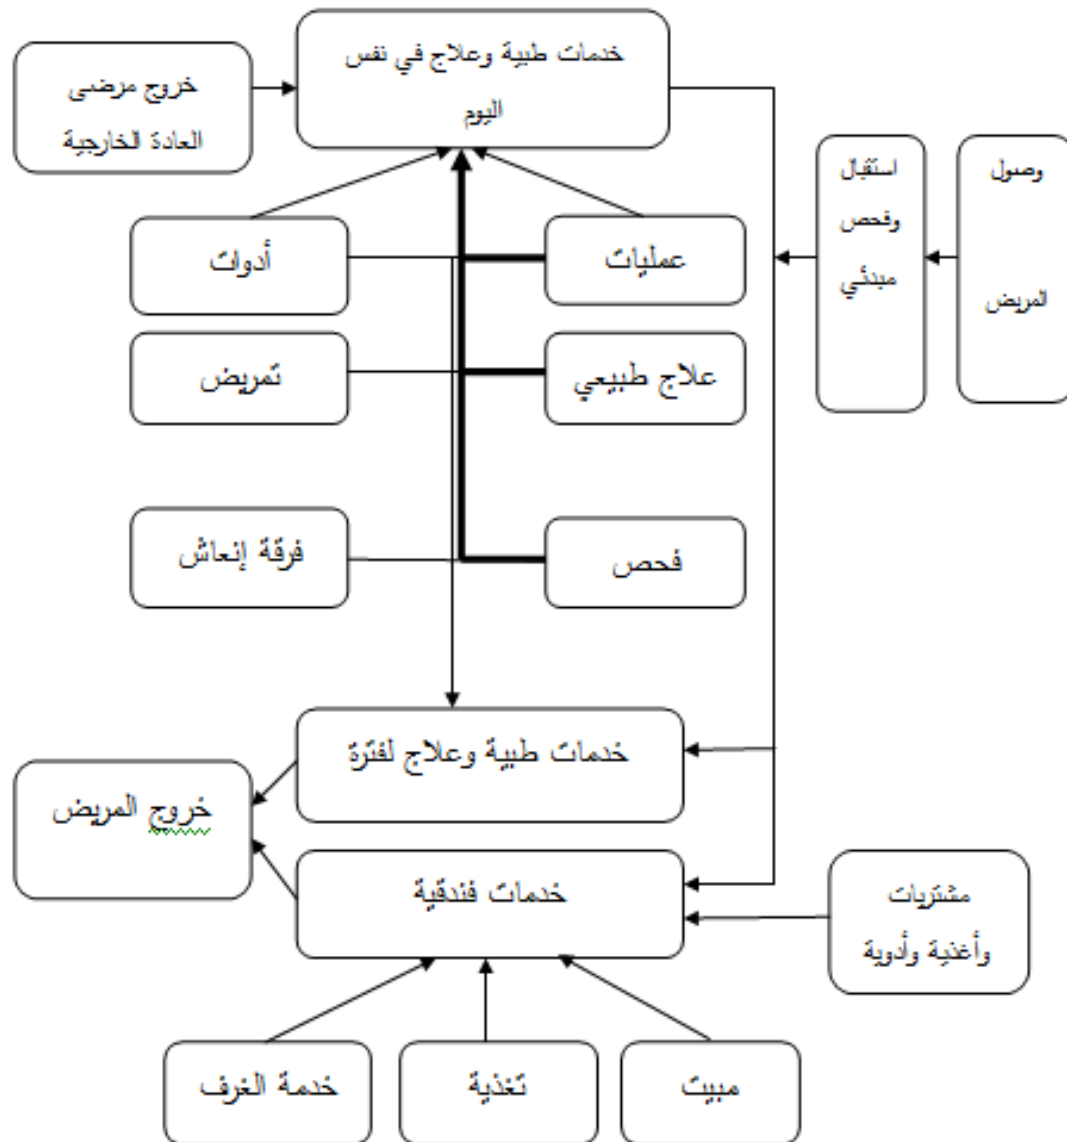 خدمات طبية وعلاج في نفس
اليوم
خروج مرضى
العادة الخارجية
وصول
المريض
استقبال
وفحص
مبدئي
عمليات
أدوات
علاج طبيعي
تمريض
فحص
فرقة إنعاش
خدمات طبية وعلاج لفترة
خروج المريض
خدمات فندقية
مشتريات
وأغذية وأدوية
مبيت
تغذية
خدمة الغرف